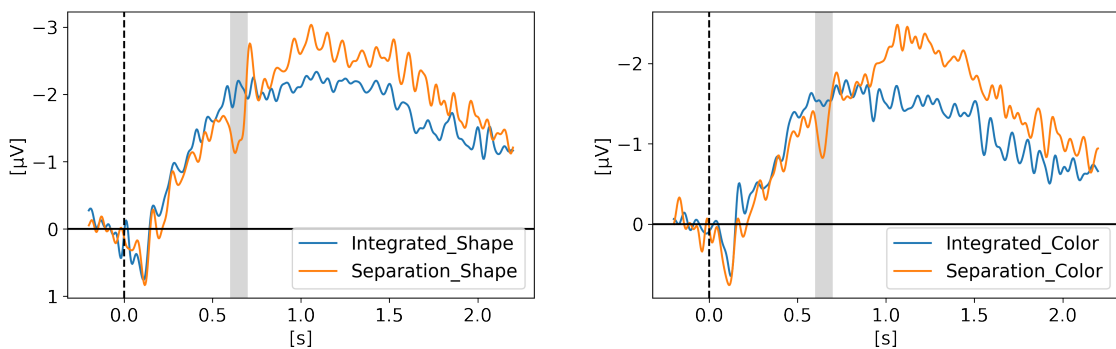 −3
−2
−1
0
1
[µV]
0.0 0.5 1.0 1.5 2.0
[s]
Integrated_Shape
Separation_Shape
−2
−1
0
[µV]
0.0 0.5 1.0 1.5 2.0
[s]
Integrated_Color
Separation_Color